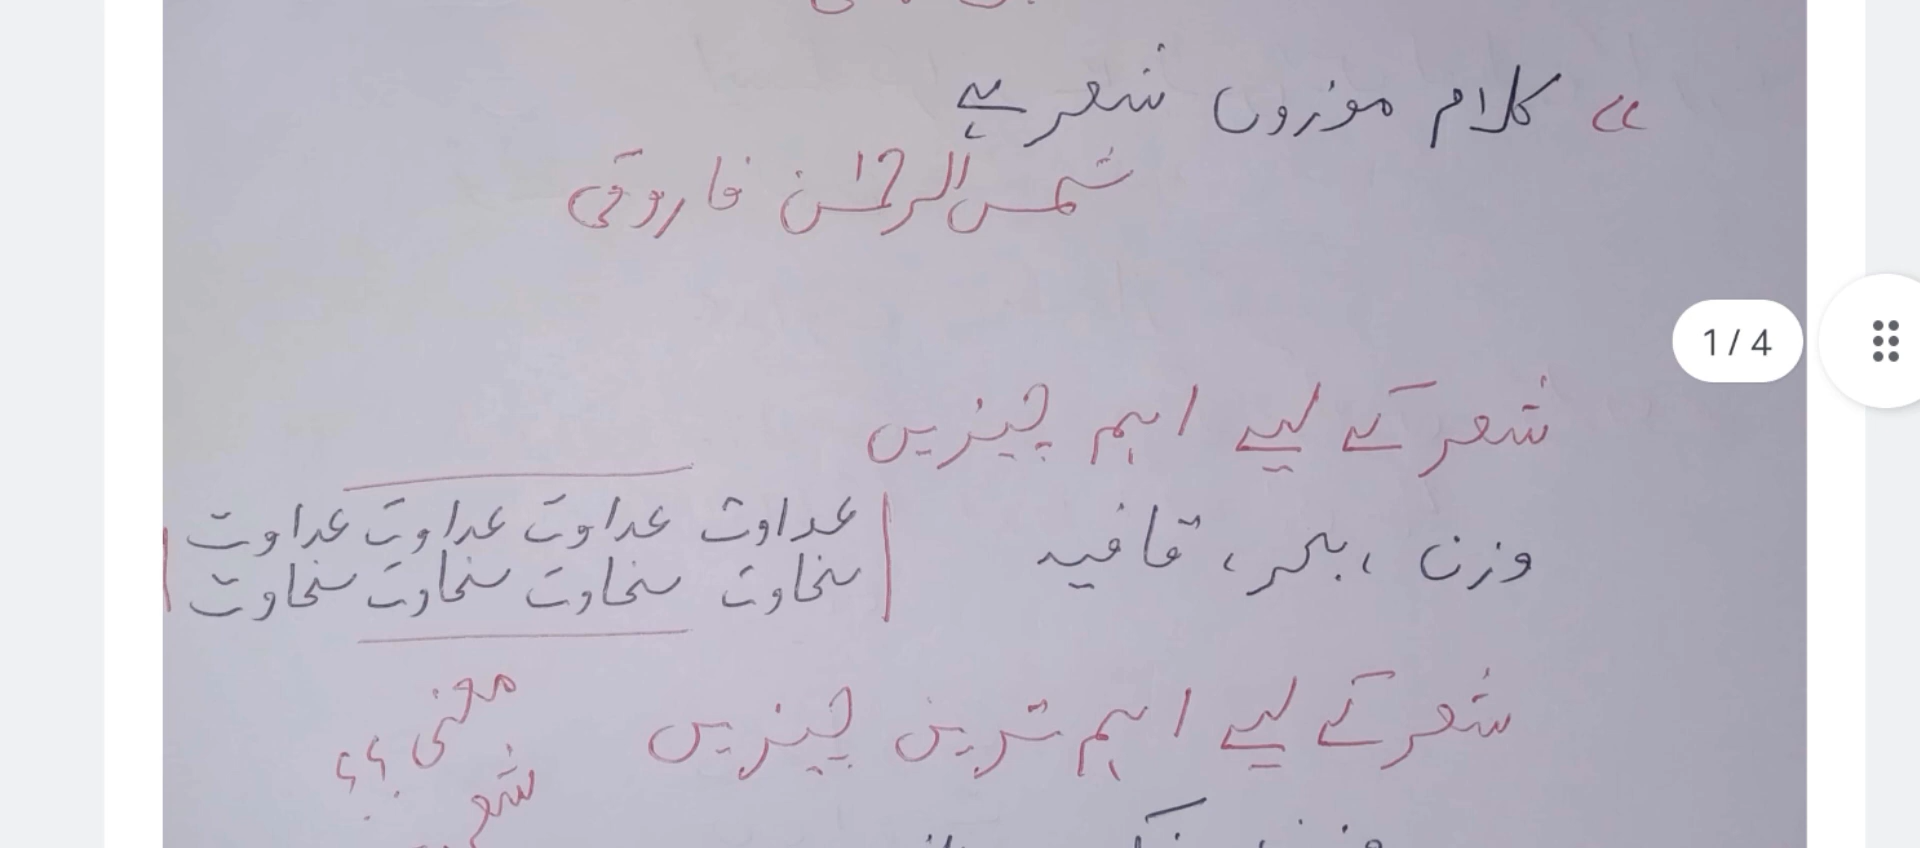 » کلام موزوں شعر ہے
شمس الرحمٰن فاروقی
1 / 4
شعر کے لیے اہم چیزیں
وزن ، بحر ، قافیہ
عداوت عداوت عداوت عداوت
سخاوت سخاوت سخاوت سخاوت
شعر کے لیے اہم ترین چیزیں
معنی ؟؟
شعر